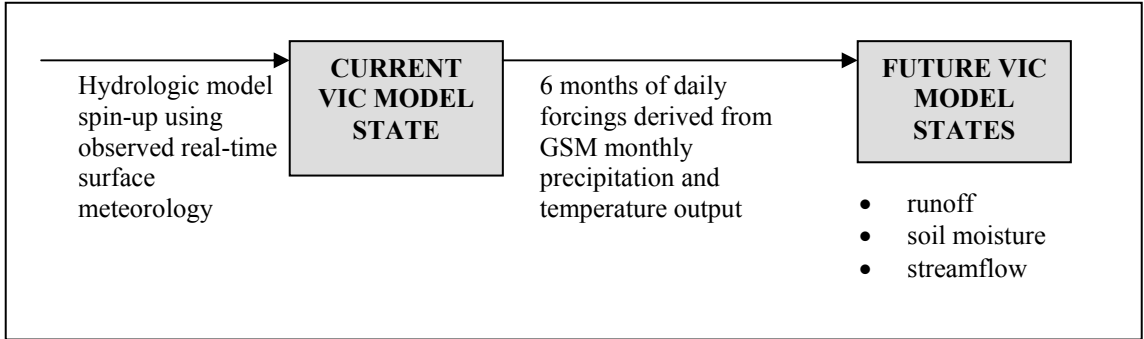 Hydrologic model
spin-up using
observed real-time
surface
meteorology
CURRENT
VIC MODEL
STATE
6 months of daily
forcings derived from
GSM monthly
precipitation and
temperature output
FUTURE VIC
MODEL
STATES
• runoff
• soil moisture
• streamflow